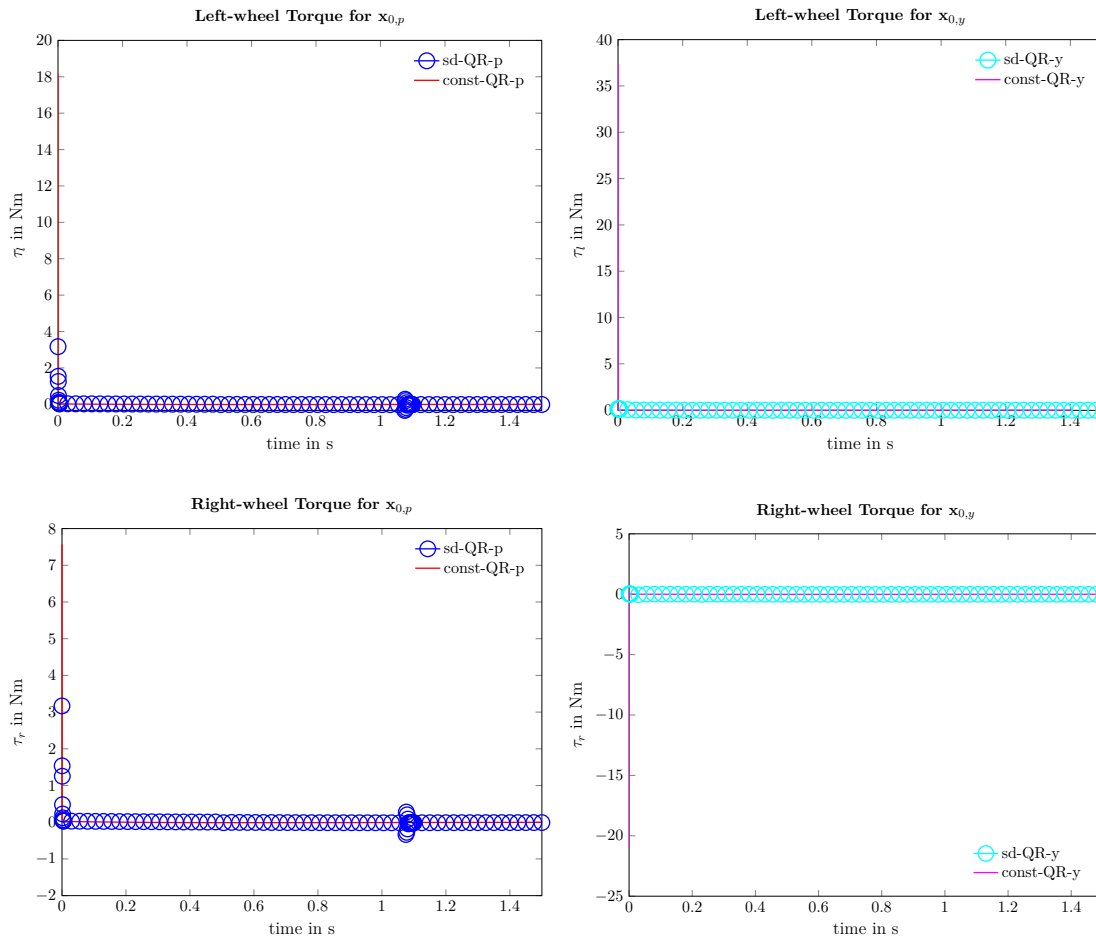 Left-wheel Torque for x0,p
20
18
16
14
12
10
8
6
4
2
0
τl in Nm
sd-QR-p
const-QR-p
0 0.2 0.4 0.6 0.8 1 1.2 1.4
time in s
Left-wheel Torque for x0,y
40
35
30
25
20
15
10
5
0
τl in Nm
sd-QR-y
const-QR-y
0 0.2 0.4 0.6 0.8 1 1.2 1.4
time in s
Right-wheel Torque for x0,p
8
7
6
5
4
3
2
1
0
−1
−2
τr in Nm
sd-QR-p
const-QR-p
0 0.2 0.4 0.6 0.8 1 1.2 1.4
time in s
Right-wheel Torque for x0,y
5
0
−5
−10
−15
−20
−25
τr in Nm
sd-QR-y
const-QR-y
0 0.2 0.4 0.6 0.8 1 1.2 1.4
time in s